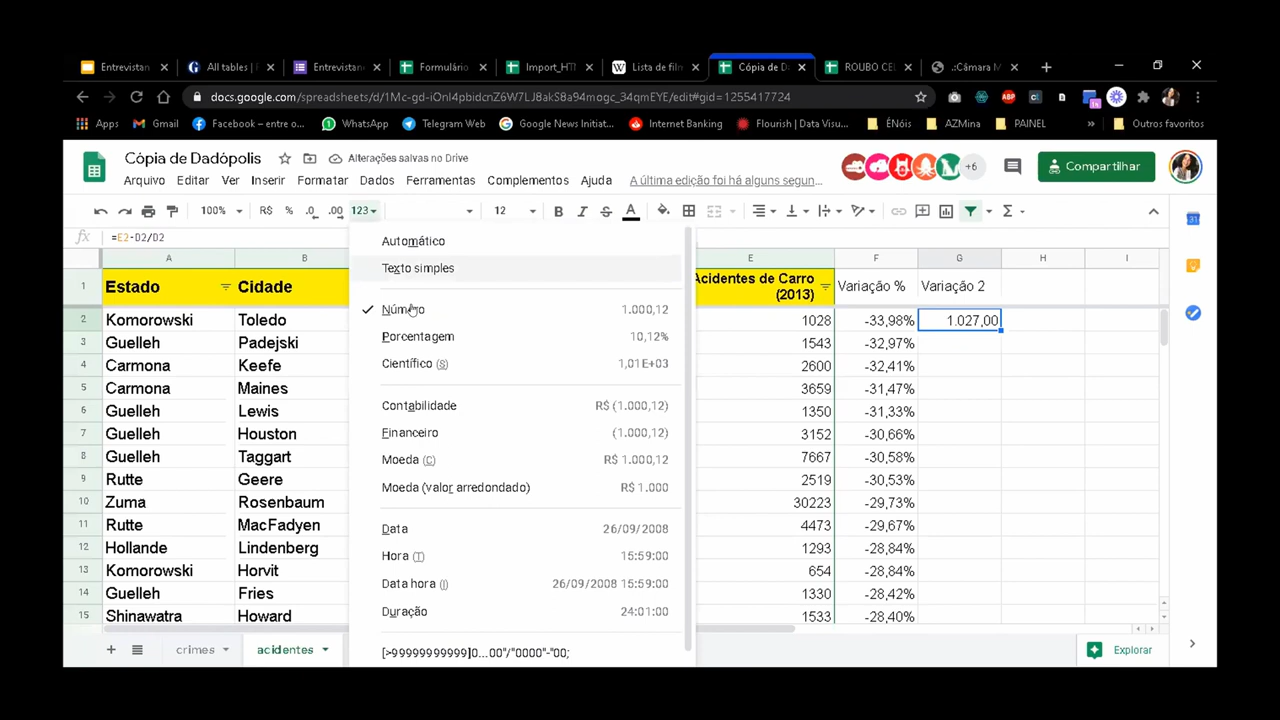 Entrevistan
All tables |
Entrevistan
Formulário
Import_HT
Lista de film
Cópia de D
ROUBO CE
.:Câmara M
docs.google.com/spreadsheets/d/1Mc-gd-iOnI4pbidcnZ6W7LJ8akS8a94mogc_34qmEYE/edit#gid=1255417724
Apps
Gmail
Facebook – entre o...
WhatsApp
Telegram Web
Google News Initiat...
Internet Banking
Flourish | Data Visu...
ÉNóis
AZMina
PAINEL
»
Outros favoritos
Cópia de Dadópolis
Alterações salvas no Drive
+6
Compartilhar
Arquivo Editar Ver Inserir Formatar Dados Ferramentas Complementos Ajuda A última edição foi há alguns segun...
100% R$ % .0 .00 123 12 B I S A Σ
fx =E2-D2/D2
A B E F G H I
1 Estado Cidade Acidentes de Carro (2013) Variação % Variação 2
2 Komorowski Toledo 1028 -33,98% 1.027,00
3 Guelleh Padejski 1543 -32,97%
4 Carmona Keefe 2600 -32,41%
5 Carmona Maines 3659 -31,47%
6 Guelleh Lewis 1350 -31,33%
7 Guelleh Houston 3152 -30,66%
8 Guelleh Taggart 7667 -30,58%
9 Rutte Geere 2519 -30,53%
10 Zuma Rosenbaum 30223 -29,73%
11 Rutte MacFadyen 4473 -29,67%
12 Hollande Lindenberg 1293 -28,84%
13 Komorowski Horvit 654 -28,84%
14 Guelleh Fries 1330 -28,42%
15 Shinawatra Howard 1533 -28,40%
Automático
Texto simples
Número 1.000,12
Porcentagem 10,12%
Científico (S) 1,01E+03
Contabilidade R$ (1.000,12)
Financeiro (1.000,12)
Moeda (C) R$ 1.000,12
Moeda (valor arredondado) R$ 1.000
Data 26/09/2008
Hora (T) 15:59:00
Data hora (I) 26/09/2008 15:59:00
Duração 24:01:00
[>99999999999]0...00"/"0000"-"00;
crimes
acidentes
Explorar